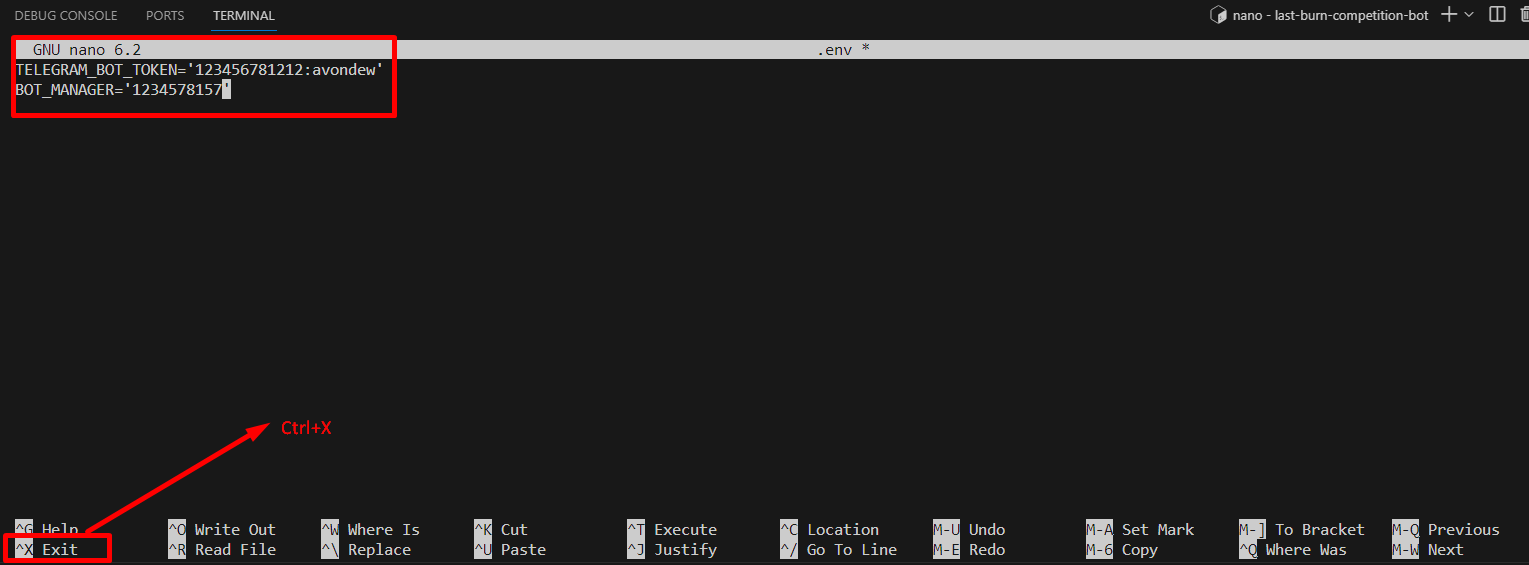 DEBUG CONSOLE PORTS TERMINAL nano - last-burn-competition-bot
GNU nano 6.2 .env *
TELEGRAM_BOT_TOKEN='123456781212:avondew'
BOT_MANAGER='1234578157'
Ctrl+X
^G Help ^O Write Out ^W Where Is ^K Cut ^T Execute ^C Location M-U Undo M-A Set Mark M-] To Bracket M-Q Previous
^X Exit ^R Read File ^\ Replace ^U Paste ^J Justify ^/ Go To Line M-E Redo M-6 Copy ^Q Where Was M-W Next